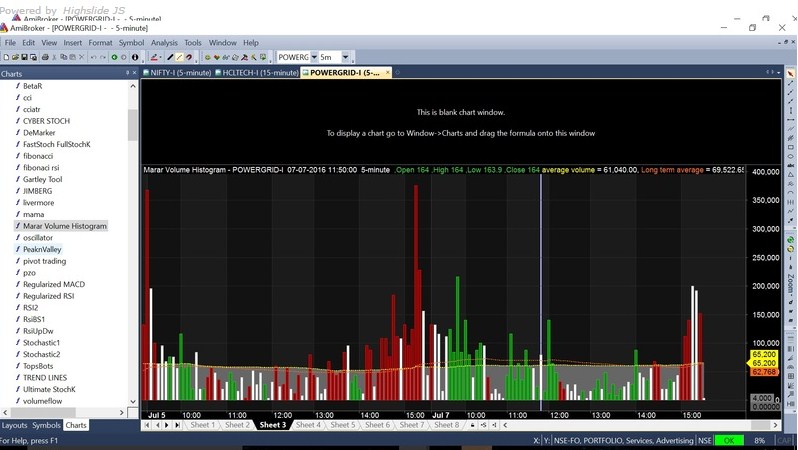 Powered by Highslide JS
AmiBroker - [POWERGRID-I - 5-minute]
AmiBroker - [POWERGRID-I - 5-minute]
File Edit View Insert Format Symbol Analysis Tools Window Help
POWERG 5m
Charts
NIFTY-I (5-minute) HCLTECH-I (15-minute) POWERGRID-I (5-...
BetaR
cci
cciatr
CYBER STOCH
DeMarker
FastStoch FullStochK
fibonacci
fibonaci rsi
Gartley Tool
JIMBERG
livermore
mama
Marar Volume Histogram
oscillator
PeaknValley
pivot trading
pzo
Regularized MACD
Regularized RSI
RSI2
RsiBS1
RsiUpDw
Stochastic1
Stochastic2
TopsBots
TREND LINES
Ultimate StochK
volumeflow
This is blank chart window.
To display a chart go to Window->Charts and drag the formula onto this window
Marar Volume Histogram - POWERGRID-I 07-07-2016 11:50:00 5-minute ,Open 164 ,High 164 ,Low 163.9 ,Close 164 average volume = 61,040.00, Long term average = 69,522.65
400,000
350,000
300,000
250,000
200,000
150,000
100,000
65,200
65,200
62,768
4,000
0.00000
Zoom
Jul 5 10:00 11:00 12:00 13:00 14:00 15:00 Jul 7 10:00 11:00 12:00 13:00 14:00 15:00
Layouts Symbols Charts
Sheet 1 Sheet 2 Sheet 3 Sheet 4 Sheet 5 Sheet 6 Sheet 7 Sheet 8
For Help, press F1
X: Y: NSE-FO, PORTFOLIO, Services, Advertising NSE OK 8% CAP